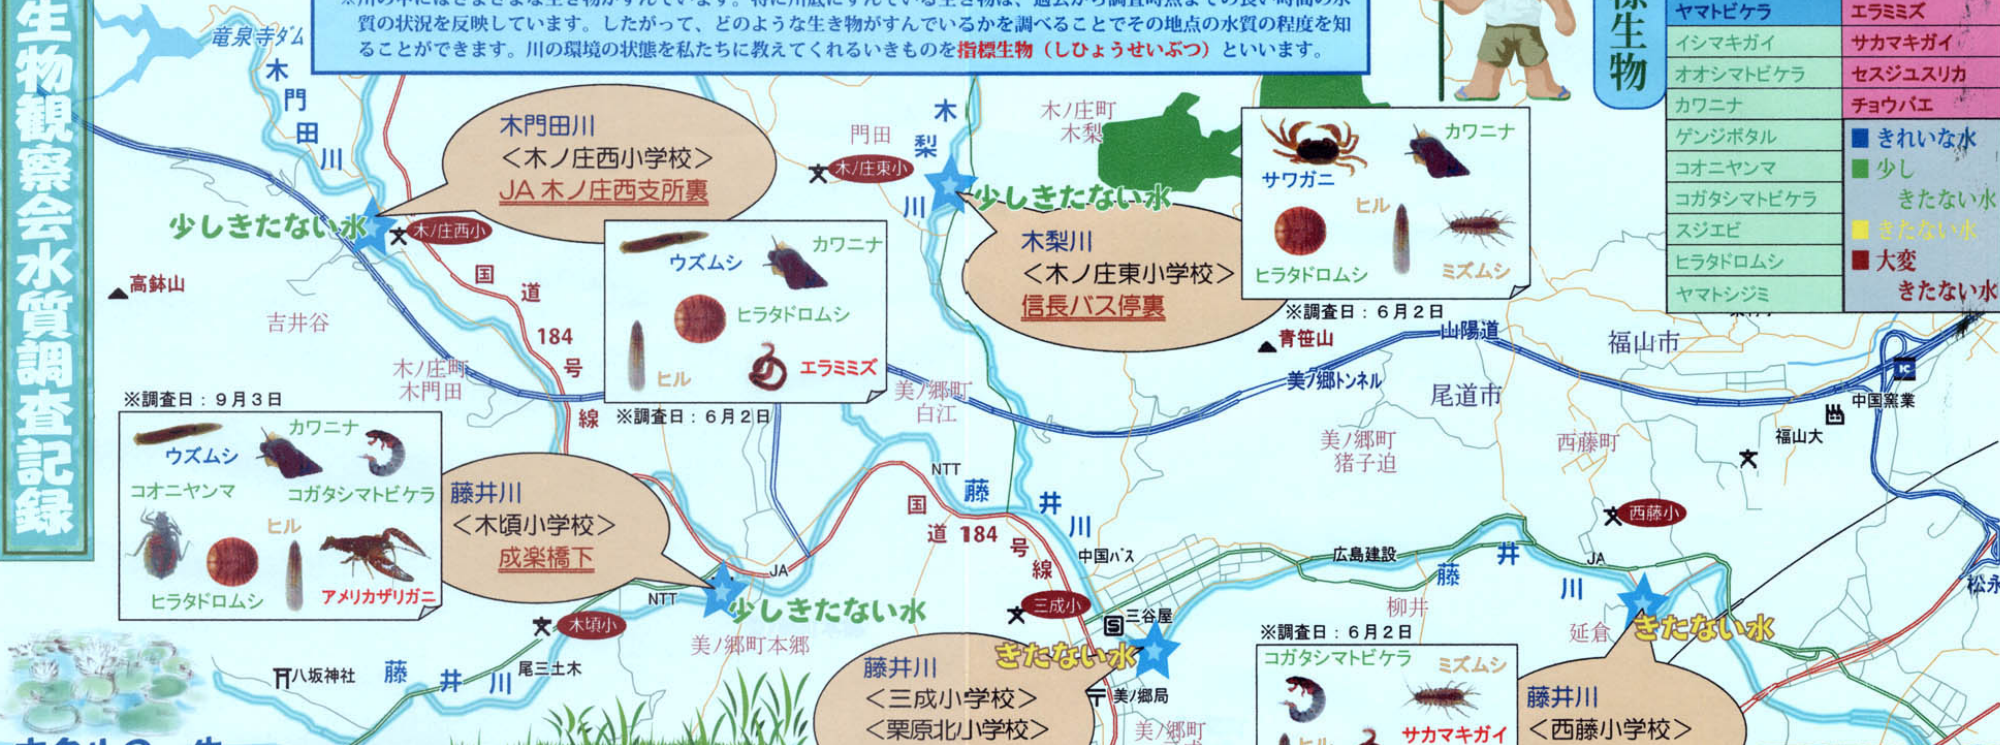 生物観察会水質調査記録
質の状況を反映しています。したがって、どのような生き物がすんでいるかを調べることでその地点の水質の程度を知
ることができます。川の環境の状態を私たちに教えてくれるいきものを指標生物（しひょうせいぶつ）といいます。
生物
ヤマトビケラ
イシマキガイ
オオシマトビケラ
カワニナ
ゲンジボタル
コオニヤンマ
コガタシマトビケラ
スジエビ
ヒラタドロムシ
ヤマトシジミ
エラミミズ
サカマキガイ
セスジユスリカ
チョウバエ
きれいな水
少し
きたない水
きたない水
大変
きたない水
竜泉寺ダム
木門田川
木門田川
＜木ノ庄西小学校＞
JA 木ノ庄西支所裏
少しきたない水
木ノ庄西小
高鉢山
吉井谷
国道184号線
木ノ庄町
木門田
門田
木ノ庄東小
木梨川
少しきたない水
木ノ庄町
木梨
木梨川
＜木ノ庄東小学校＞
信長バス停裏
カワニナ
サワガニ
ヒル
ヒラタドロムシ
ミズムシ
※調査日：６月２日
カワニナ
ウズムシ
ヒラタドロムシ
ヒル
エラミミズ
※調査日：６月２日
青笹山
山陽道
美ノ郷トンネル
福山市
尾道市
美ノ郷町
白江
美ノ郷町
猪子迫
西藤町
福山大
中国窯業
IC
※調査日：９月３日
カワニナ
ウズムシ
コオニヤンマ
コガタシマトビケラ
ヒル
ヒラタドロムシ
アメリカザリガニ
藤井川
＜木頃小学校＞
成楽橋下
NTT
藤井川
国道184号線
中国バス
JA
NTT
少しきたない水
木頃小
美ノ郷町本郷
八坂神社
藤井川
尾三土木
三成小
三谷屋
きたない水
美ノ郷局
美ノ郷町
藤井川
＜三成小学校＞
＜栗原北小学校＞
広島建設
藤井川
JA
西藤小
柳井
延倉
きたない水
松永
※調査日：６月２日
コガタシマトビケラ
ミズムシ
ヒル
サカマキガイ
藤井川
＜西藤小学校＞